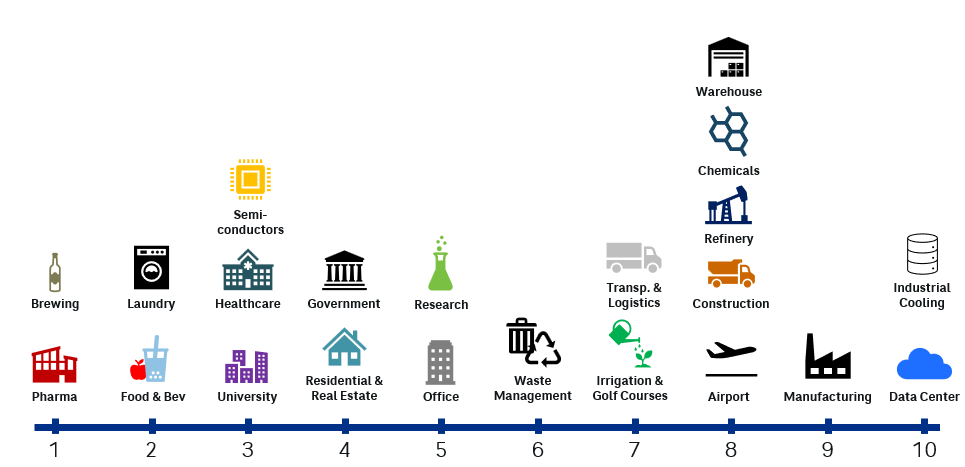 Warehouse
Chemicals
Semi-
conductors
Refinery
Brewing
Laundry
Healthcare
Government
Research
Transp. &
Logistics
Construction
Industrial
Cooling
Pharma
Food & Bev
University
Residential &
Real Estate
Office
Waste
Management
Irrigation &
Golf Courses
Airport
Manufacturing
Data Center
1 2 3 4 5 6 7 8 9 10